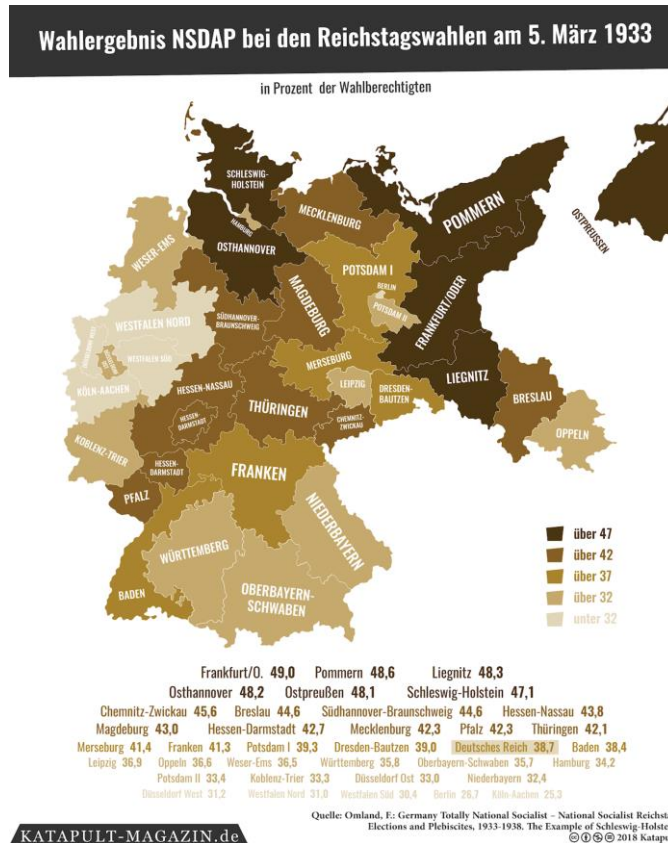 Wahlergebnis NSDAP bei den Reichstagswahlen am 5. März 1933
in Prozent der Wahlberechtigten
SCHLESWIG-
HOLSTEIN
HAMBURG
MECKLENBURG
POMMERN
OSTPREUSSEN
OSTHANNOVER
WESER-EMS
POTSDAM I
BERLIN
POTSDAM II
FRANKFURT/ODER
MAGDEBURG
SÜDHANNOVER-
BRAUNSCHWEIG
WESTFALEN NORD
WESTFALEN SÜD
KÖLN-AACHEN
MERSEBURG
LEIPZIG
DRESDEN-
BAUTZEN
LIEGNITZ
BRESLAU
OPPELN
HESSEN-NASSAU
THÜRINGEN
CHEMNITZ-
ZWICKAU
HESSEN-
DARMSTADT
KOBLENZ-TRIER
HESSEN-
DARMSTADT
PFALZ
FRANKEN
NIEDERBAYERN
WÜRTTEMBERG
BADEN
OBERBAYERN-
SCHWABEN
über 47
über 42
über 37
über 32
unter 32
Frankfurt/O. 49,0 Pommern 48,6 Liegnitz 48,3
Osthannover 48,2 Ostpreußen 48,1 Schleswig-Holstein 47,1
Chemnitz-Zwickau 45,6 Breslau 44,6 Südhannover-Braunschweig 44,6 Hessen-Nassau 43,8
Magdeburg 43,0 Hessen-Darmstadt 42,7 Mecklenburg 42,3 Pfalz 42,3 Thüringen 42,1
Merseburg 41,4 Franken 41,3 Potsdam I 39,3 Dresden-Bautzen 39,0 Deutsches Reich 38,7 Baden 38,4
Leipzig 36,9 Oppeln 36,6 Weser-Ems 36,5 Württemberg 35,8 Oberbayern-Schwaben 35,7 Hamburg 34,2
Potsdam II 33,4 Koblenz-Trier 33,3 Düsseldorf Ost 33,0 Niederbayern 32,4
Düsseldorf West 31,2 Westfalen Nord 31,0 Westfalen Süd 30,4 Berlin 26,7 Köln-Aachen 25,3
Quelle: Omland, F.: Germany Totally National Socialist – National Socialist Reichst
Elections and Plebiscites, 1933-1938. The Example of Schleswig-Holste
2018 Katapu
KATAPULT-MAGAZIN.de